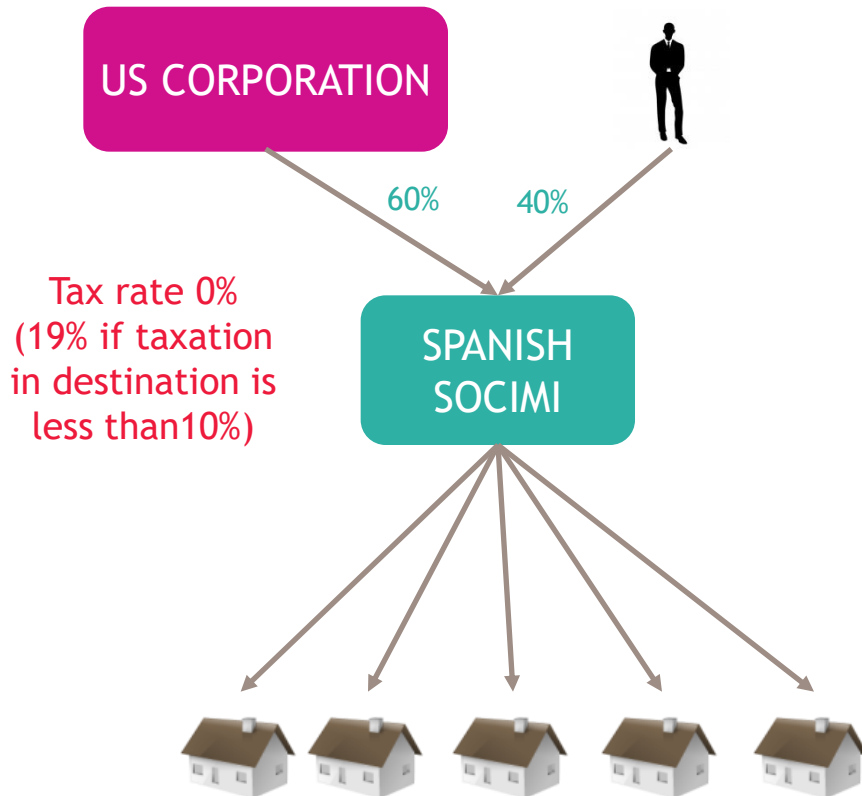 US CORPORATION
60%
40%
Tax rate 0%
(19% if taxation
in destination is
less than10%)
SPANISH
SOCIMI